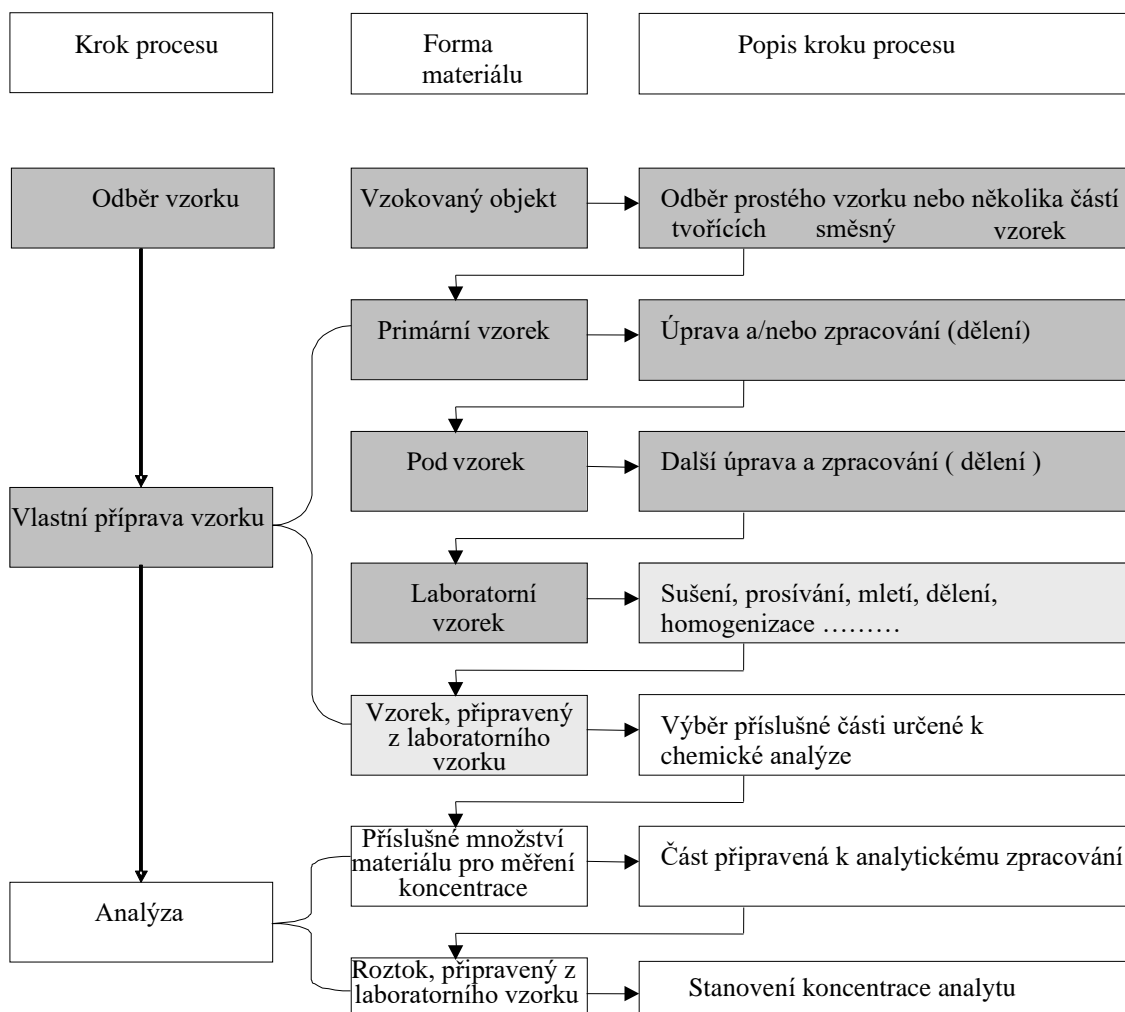 Krok procesu
Forma
materiálu
Popis kroku procesu
Odběr vzorku
Vzokovaný objekt
Odběr prostého vzorku nebo několika částí
tvořících směsný vzorek
Primární vzorek
Úprava a/nebo zpracování (dělení)
Pod vzorek
Další úprava a zpracování ( dělení )
Vlastní příprava vzorku
Laboratorní
vzorek
Sušení, prosívání, mletí, dělení,
homogenizace ………
Vzorek, připravený
z laboratorního
vzorku
Výběr příslušné části určené k
chemické analýze
Příslušné množství
materiálu pro měření
koncentrace
Část připravená k analytickému zpracování
Analýza
Roztok, připravený z
laboratorního vzorku
Stanovení koncentrace analytu